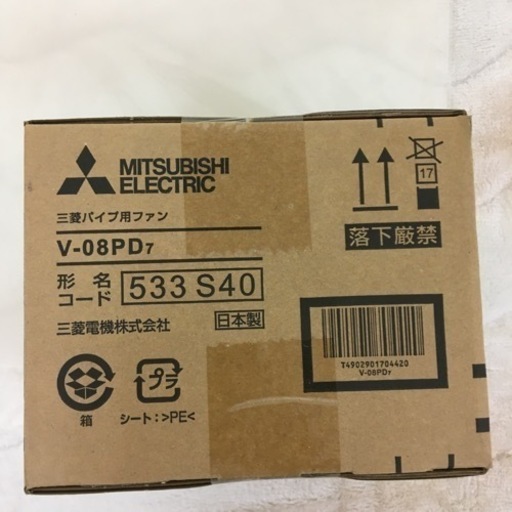 MITSUBISHI
ELECTRIC
三菱パイプ用ファン
V-08PD7
形名
コード 533 S40
三菱電機株式会社 日本製
箱
プラ
シート:>PE<
17
落下厳禁
T4902901704420
V-08PD7